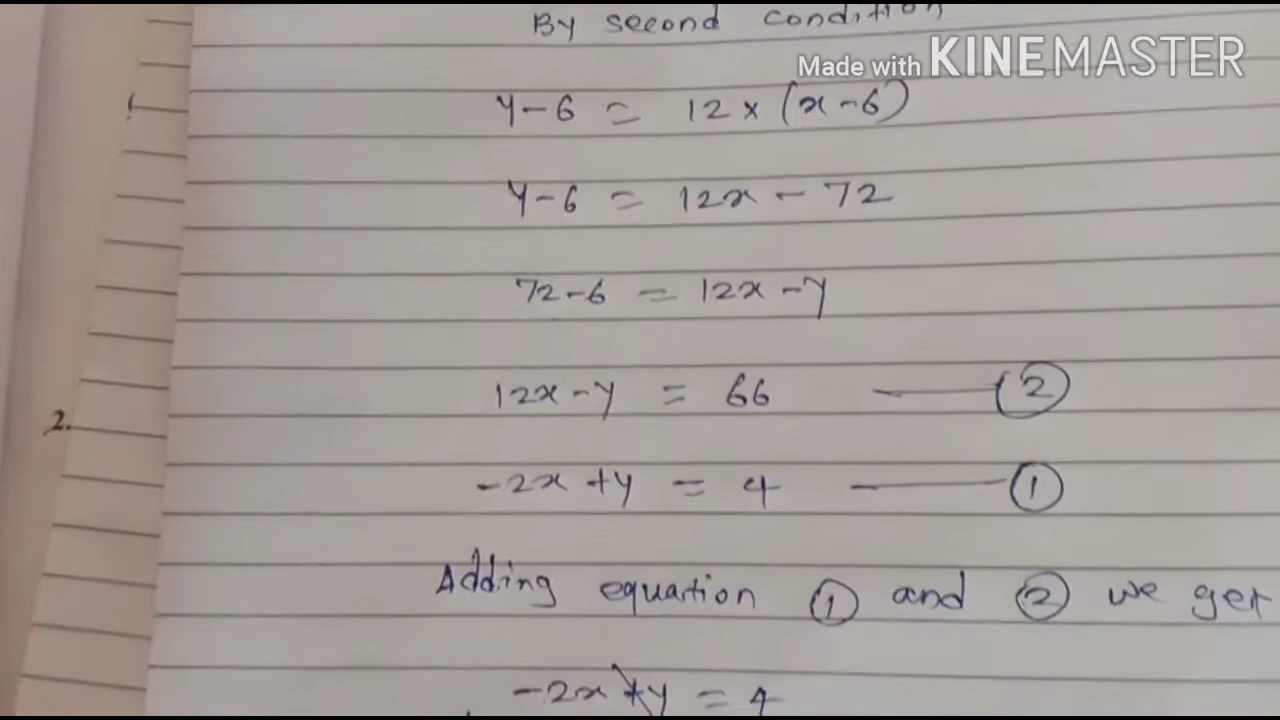 By second condition
Made with KINEMASTER
y-6 = 12 x (x-6)
y-6 = 12x - 72
72-6 = 12x -y
12x-y = 66 — 2
2.
-2x +y = 4 — 1
Adding equation 1 and 2 we get
-2x +y = 4